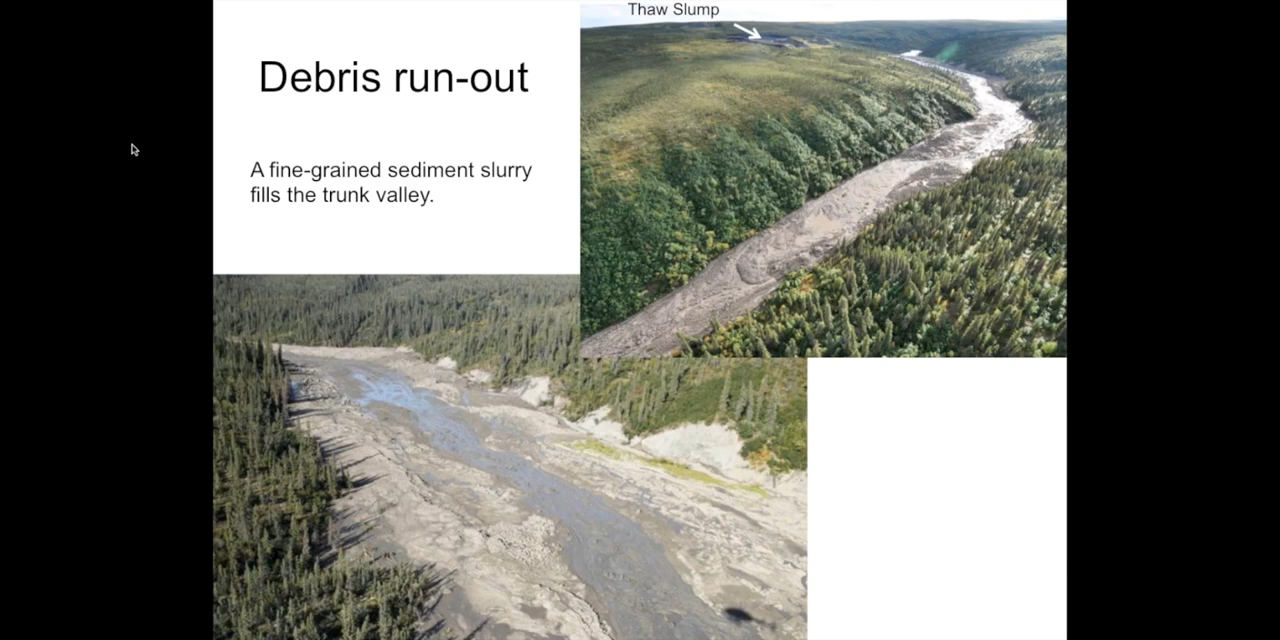 Thaw Slump
Debris run-out
A fine-grained sediment slurry
fills the trunk valley.